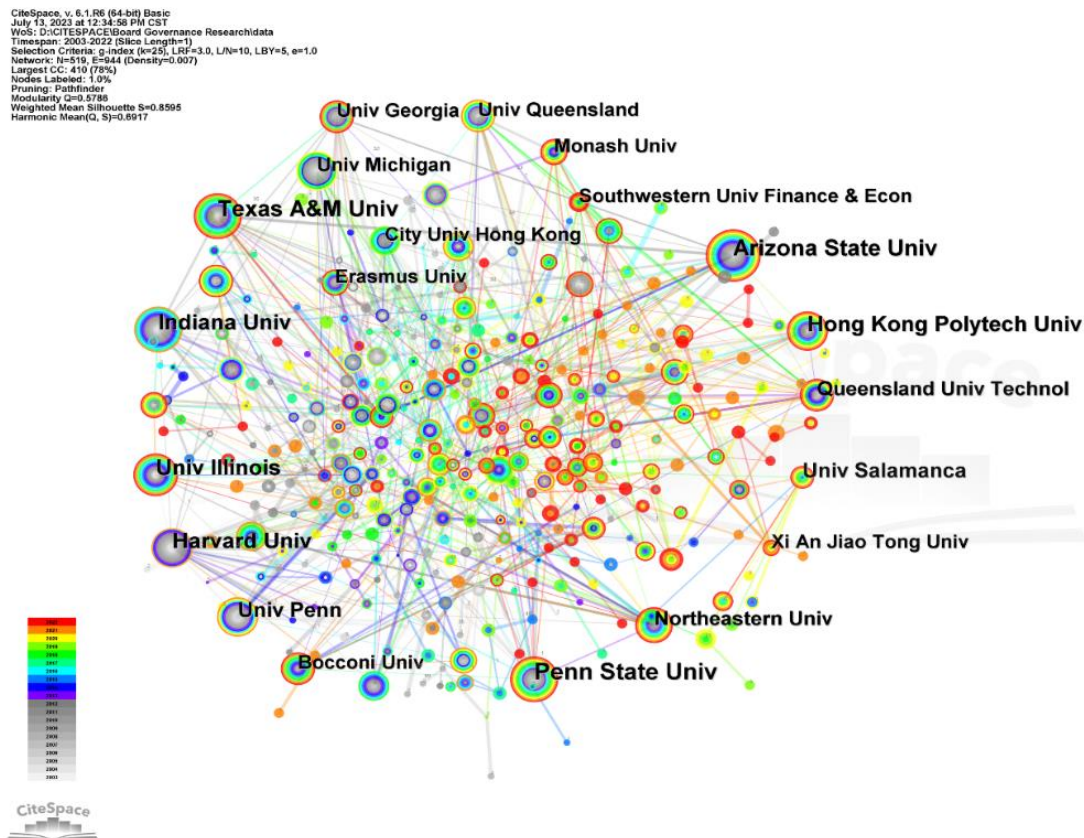 CiteSpace, v. 6.1.R6 (64-bit) Basic
July 13, 2023 at 12:34:58 PM CST
WoS: D:\CITESPACE\Board Governance Research\data
Timespan: 2003-2022 (Slice Length=1)
Selection Criteria: g-index (k=25), LRF=3.0, L/N=10, LBY=5, e=1.0
Network: N=519, E=944 (Density=0.007)
Largest CC: 410 (78%)
Nodes Labeled: 1.0%
Pruning: Pathfinder
Modularity Q=0.5786
Weighted Mean Silhouette S=0.8595
Harmonic Mean(Q, S)=0.6917
Univ Georgia
Univ Queensland
Monash Univ
Univ Michigan
Southwestern Univ Finance & Econ
Texas A&M Univ
City Univ Hong Kong
Arizona State Univ
Erasmus Univ
Indiana Univ
Hong Kong Polytech Univ
Queensland Univ Technol
Univ Illinois
Univ Salamanca
Harvard Univ
Xi An Jiao Tong Univ
Univ Penn
Northeastern Univ
Bocconi Univ
Penn State Univ
CiteSpace